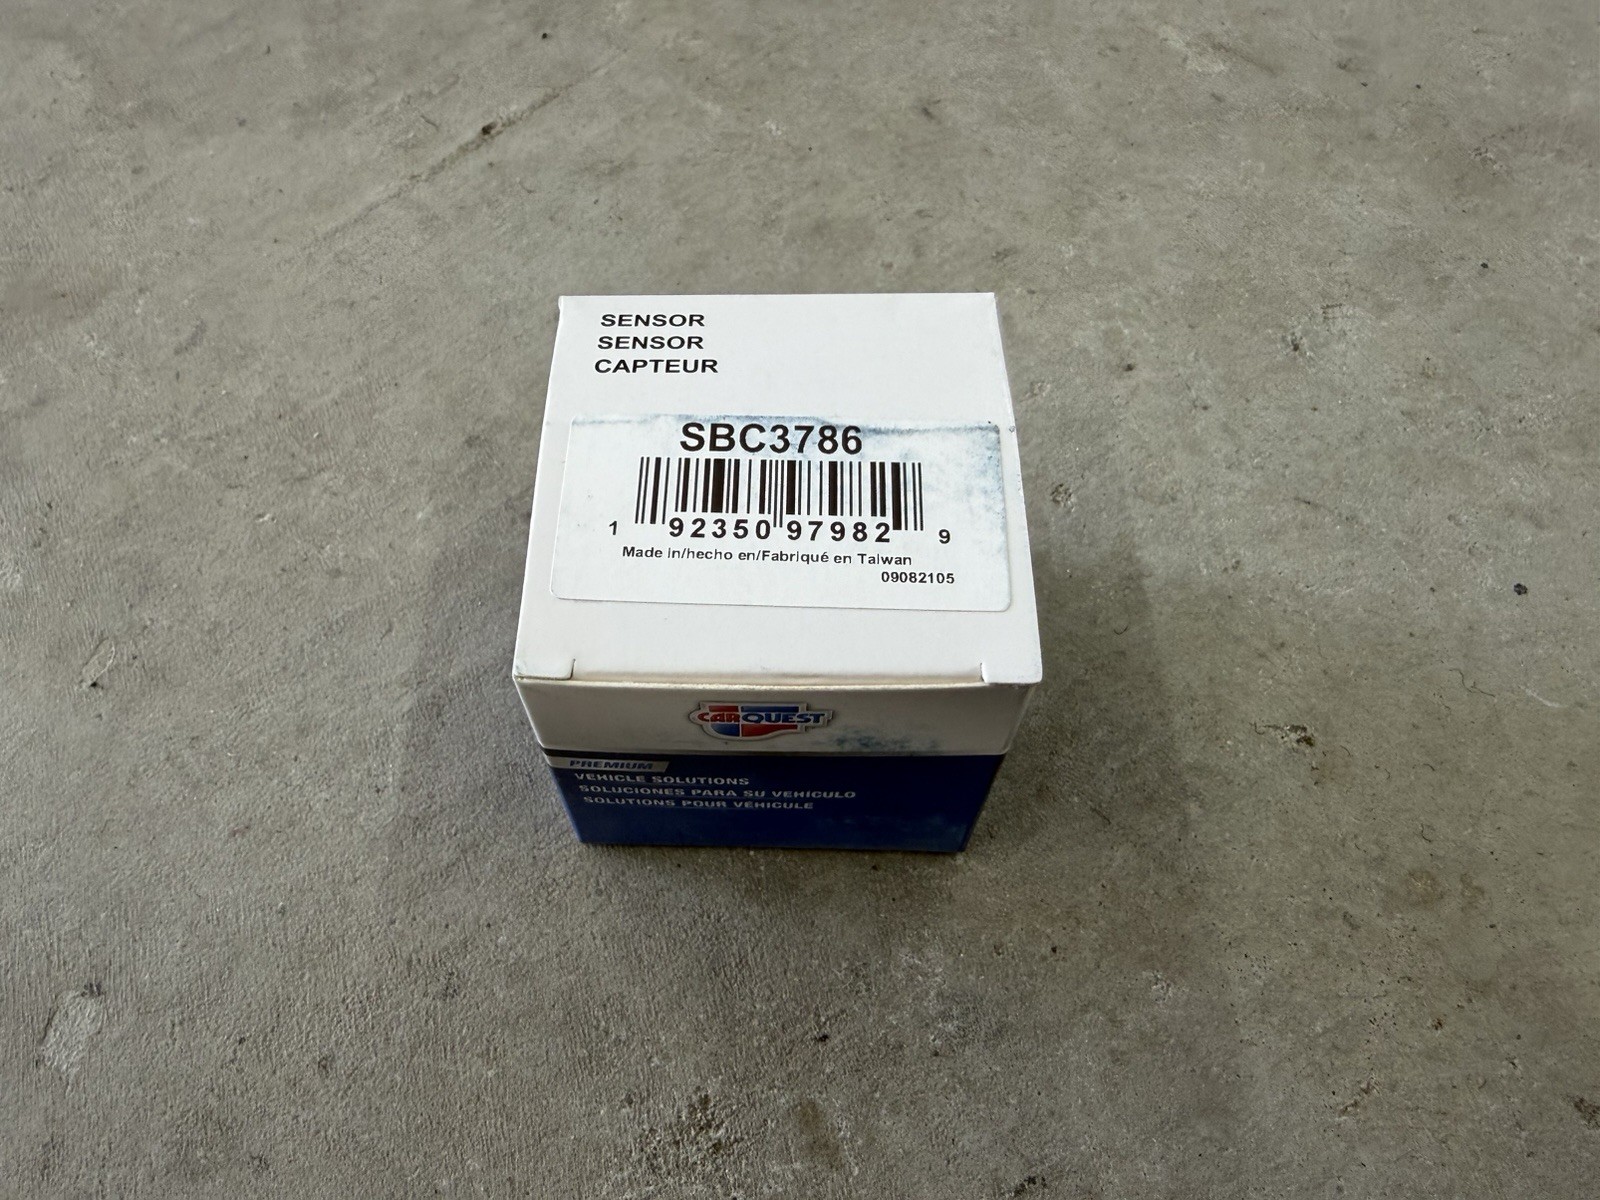 SENSOR
SENSOR
CAPTEUR
SBC3786
1 92350 97982 9
Made in/hecho en/Fabriqué en Taiwan
09082105
CARQUEST
PREMIUM
VEHICLE SOLUTIONS
SOLUCIONES PARA SU VEHÍCULO
SOLUTIONS POUR VÉHICULE